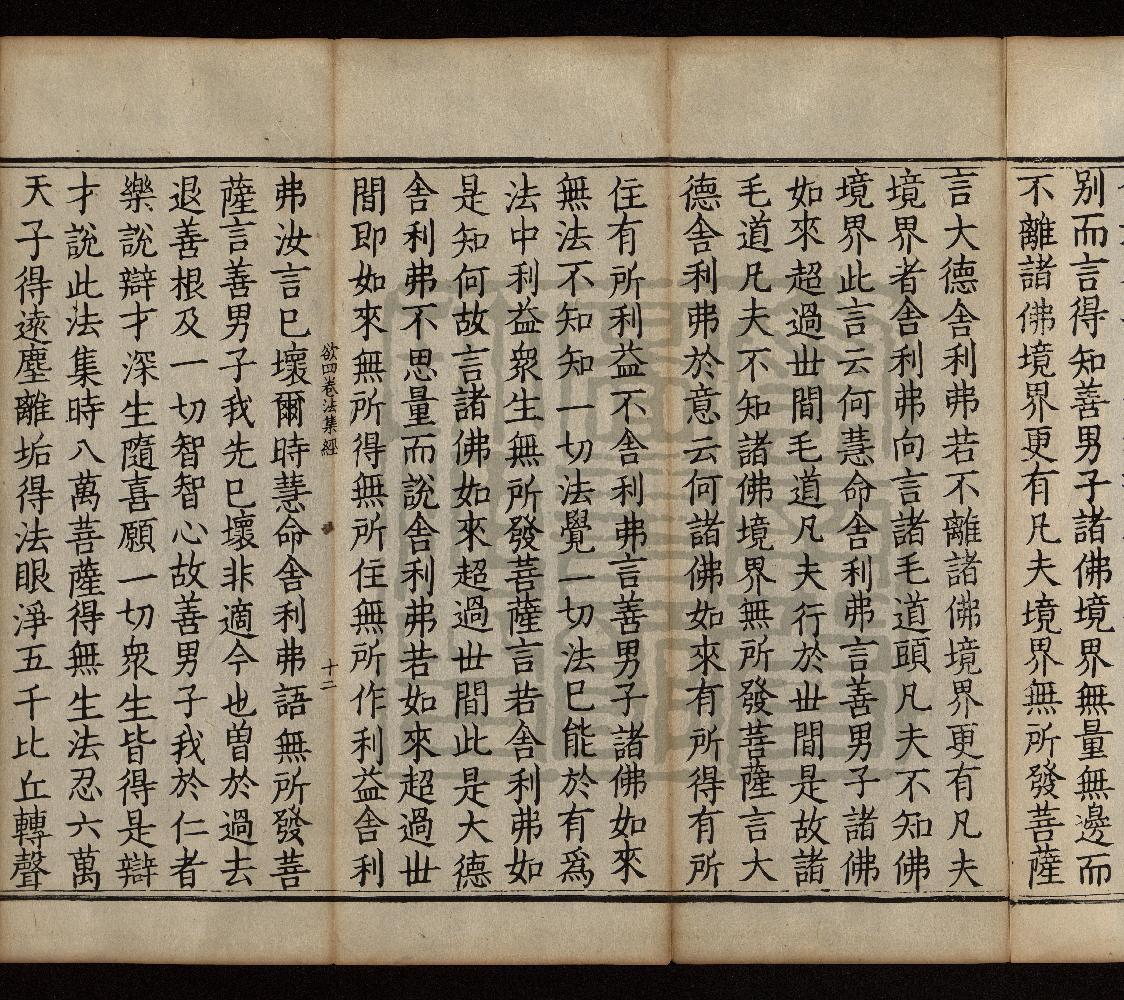 别而言得知善男子諸佛境界無量無邊而
不離諸佛境界更有凡夫境界無所發菩薩
言大德舎利弗若不離諸佛境界更有凡夫
境界者舎利弗向言諸毛道頭凡夫不知佛
境界此言云何慧命舎利弗言善男子諸佛
如來超過世間毛道凡夫行於世間是故諸
毛道凡夫不知諸佛境界無所發菩薩言大
德舎利弗於意云何諸佛如來有所得有所
住有所利益不舎利弗言善男子諸佛如來
無法不知知一切法覺一切法已能於有爲
法中利益衆生無所發菩薩言若舎利弗如
是知何故言諸佛如來超過世間此是大德
舎利弗不思量而說舎利弗若如來超過世
間即如來無所得無所住無所作利益舎利
欲四卷法集經 十二
弗汝言已壞爾時慧命舎利弗語無所發菩
薩言善男子我先已壞非適今也曾於過去
退善根及一切智智心故善男子我於仁者
樂說辯才深生隨喜願一切衆生皆得是辯
才說此法集時八萬菩薩得無生法忍六萬
天子得遠塵離垢得法眼淨五千比丘轉聲